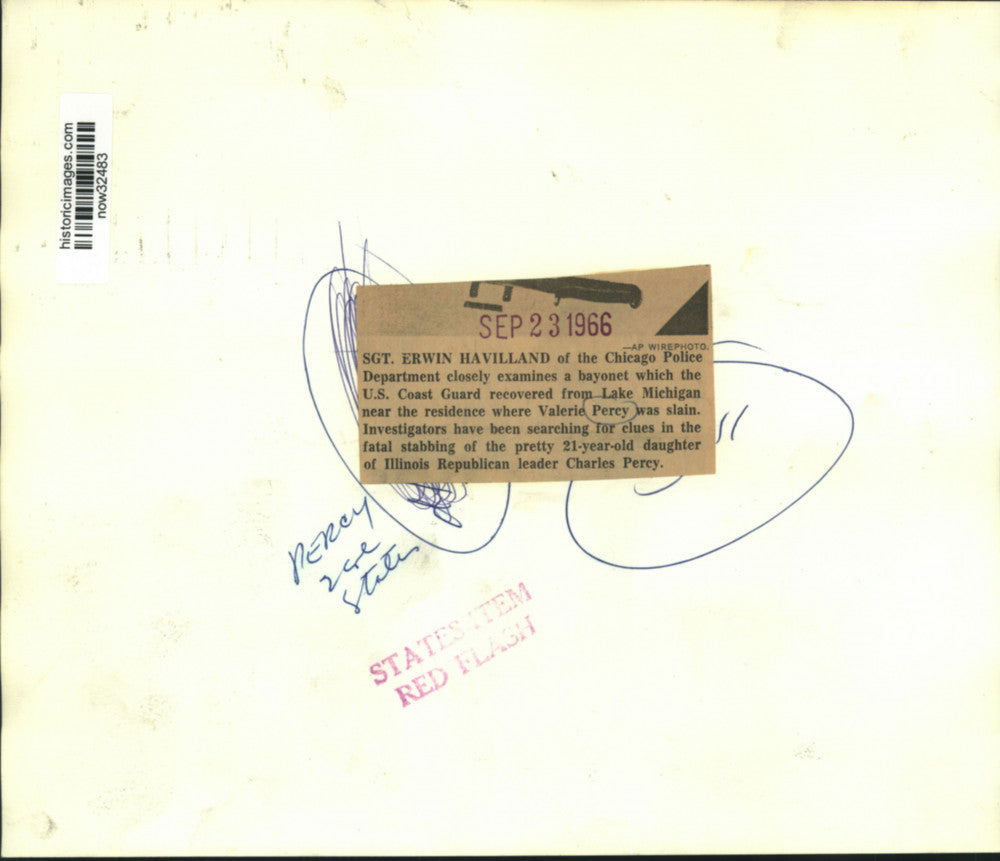 historicimages.com
now32483
SEP 23 1966
—AP WIREPHOTO.
SGT. ERWIN HAVILLAND of the Chicago Police
Department closely examines a bayonet which the
U.S. Coast Guard recovered from Lake Michigan
near the residence where Valerie Percy was slain.
Investigators have been searching for clues in the
fatal stabbing of the pretty 21-year-old daughter
of Illinois Republican leader Charles Percy.
PERCY
States
STATES-ITEM
RED FLASH